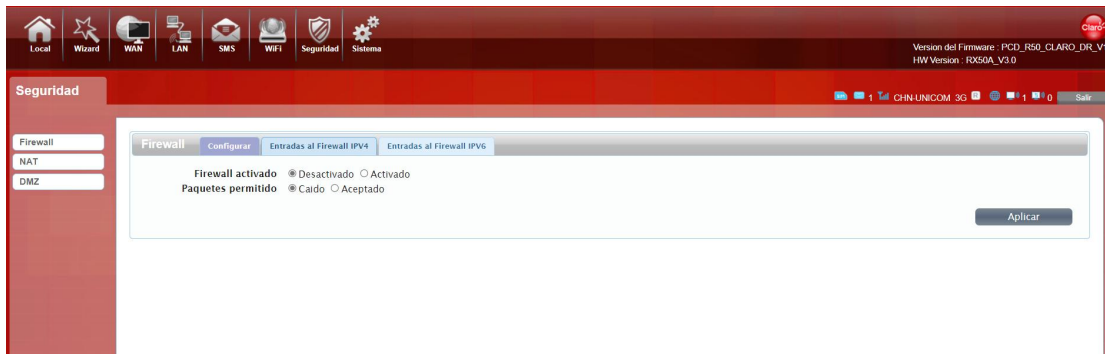 Local Wizard WAN LAN SMS WiFi Seguridad Sistema
Claro
Version del Firmware : PCD_R50_CLARO_DR_V1
HW Version : RX50A_V3.0
Seguridad
1 CHN-UNICOM 3G R 1 0 Salir
Firewall
NAT
DMZ
Firewall Configurar Entradas al Firewall IPV4 Entradas al Firewall IPV6
Firewall activado Desactivado Activado
Paquetes permitido Caido Aceptado
Aplicar